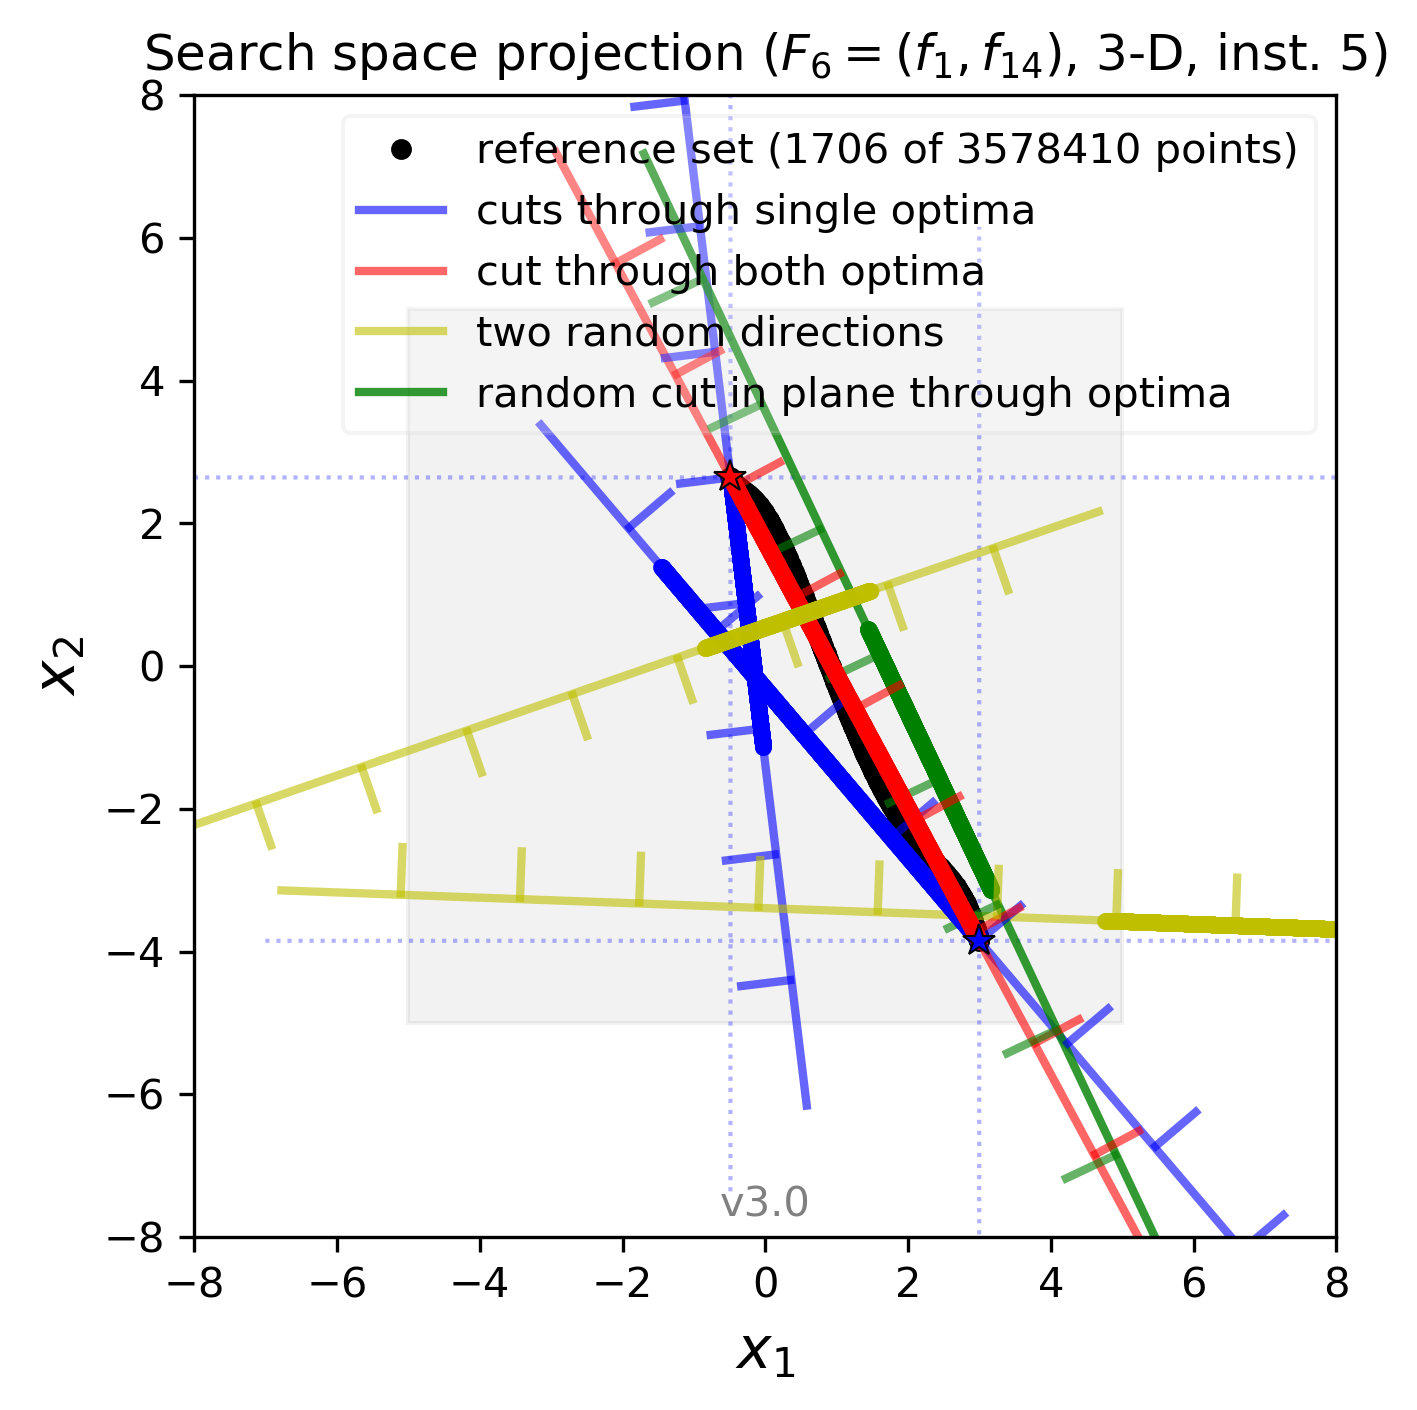 Search space projection (F₆ = (f₁, f₁₄), 3-D, inst. 5)
reference set (1706 of 3578410 points)
cuts through single optima
cut through both optima
two random directions
random cut in plane through optima
8
6
4
2
0
−2
−4
−6
−8
x₂
v3.0
−8 −6 −4 −2 0 2 4 6 8
x₁